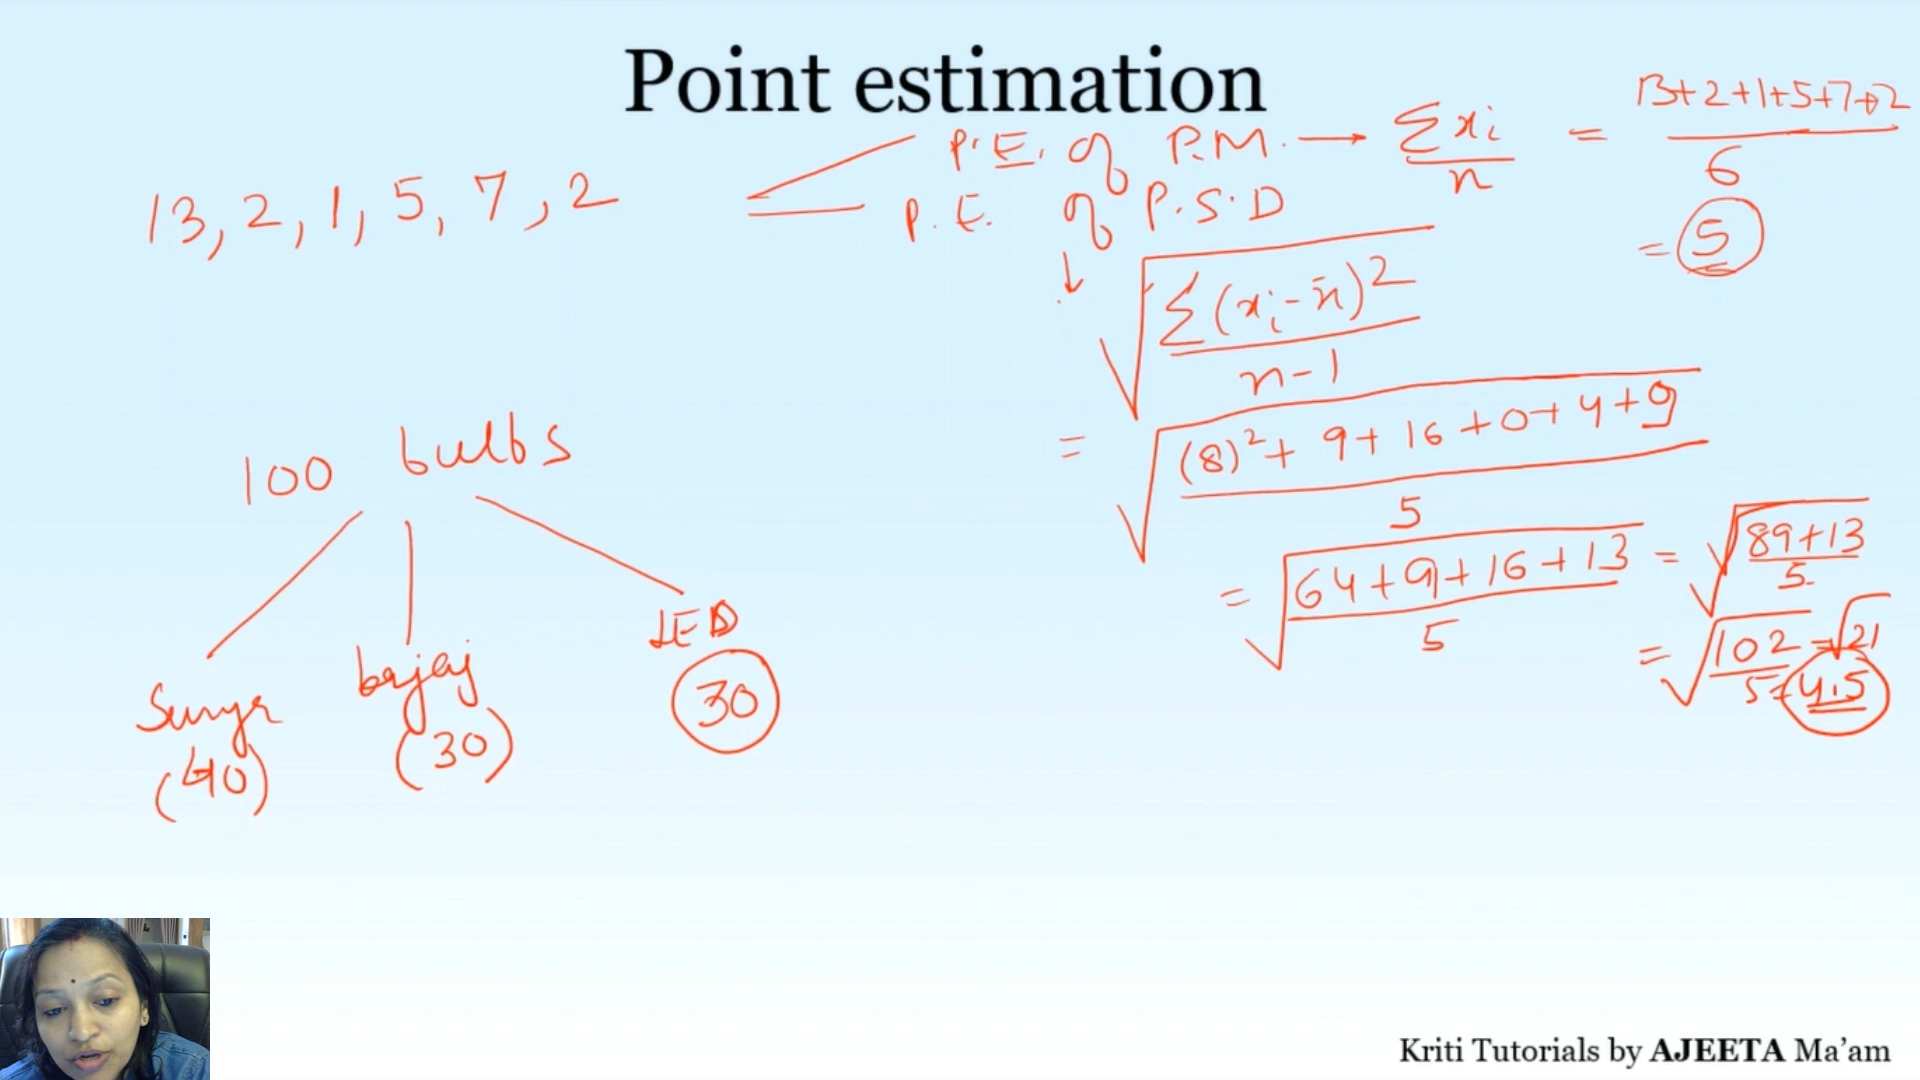 Point estimation
13, 2, 1, 5, 7, 2
P.E. of P.M. → Σxi / n = 13+2+1+5+7+2 / 6
= 5
P.E. of P.S.D
↓ √(Σ(xi - x̄)2 / n-1)
= √((8)2 + 9 + 16 + 0 + 4 + 9 / 5)
= √(64+9+16+13 / 5) = √(89+13 / 5)
= √(102 / 5) = √21
= 4.5
100 bulbs
Surya
(40)
bajaj
(30)
LED
30
Kriti Tutorials by AJEETA Ma’am